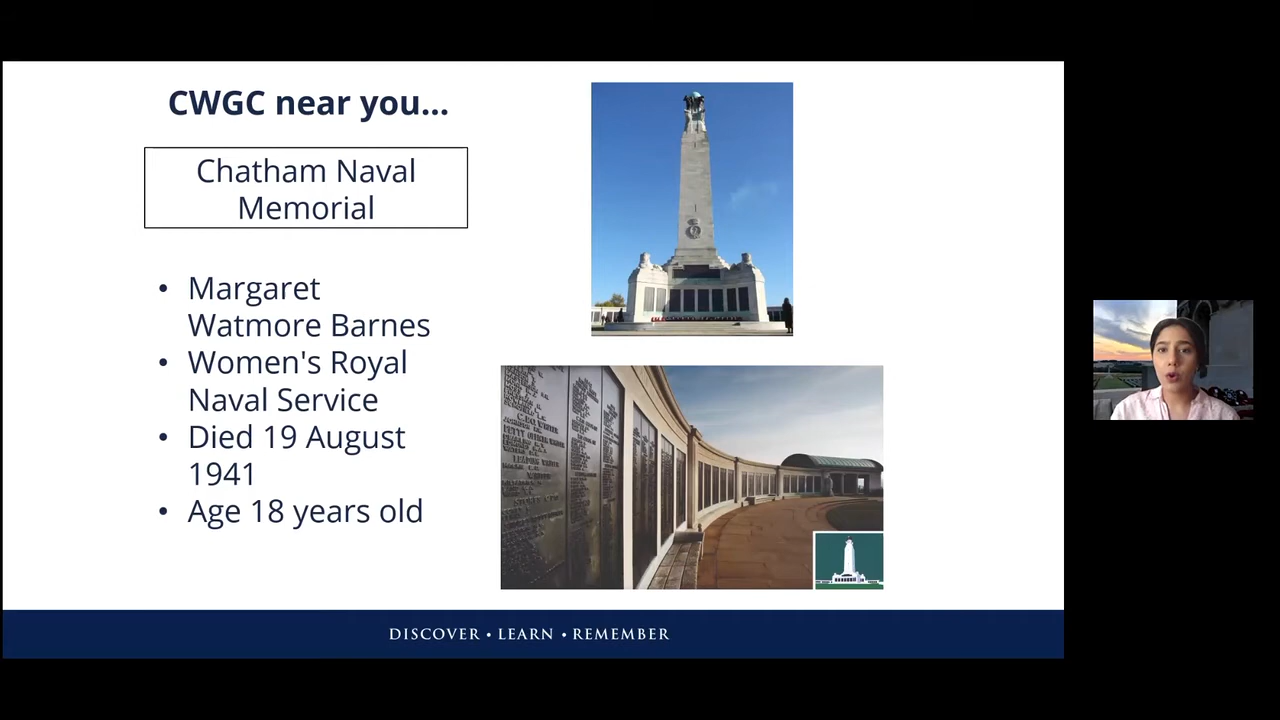 CWGC near you...
Chatham Naval
Memorial
• Margaret
Watmore Barnes
• Women's Royal
Naval Service
• Died 19 August
1941
• Age 18 years old
DISCOVER • LEARN • REMEMBER